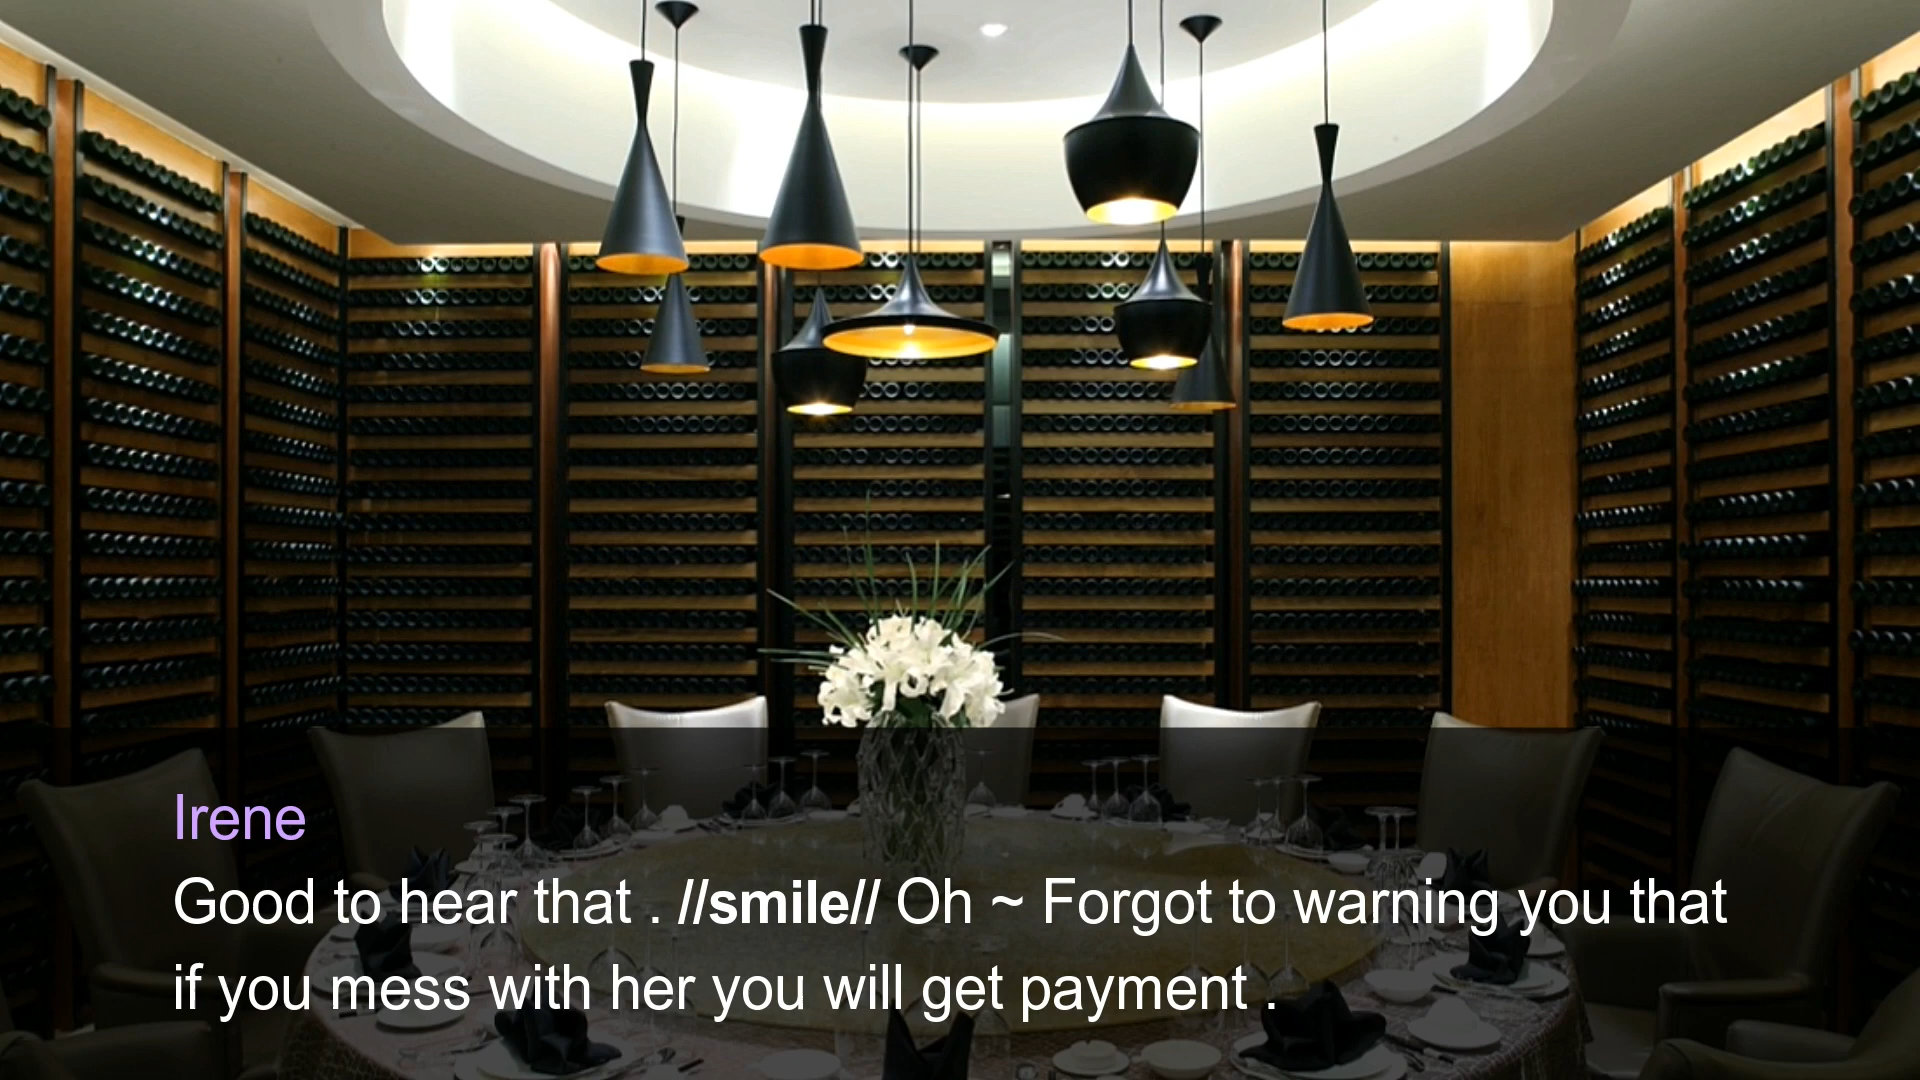 Irene
Good to hear that . //smile// Oh ~ Forgot to warning you that
if you mess with her you will get payment .